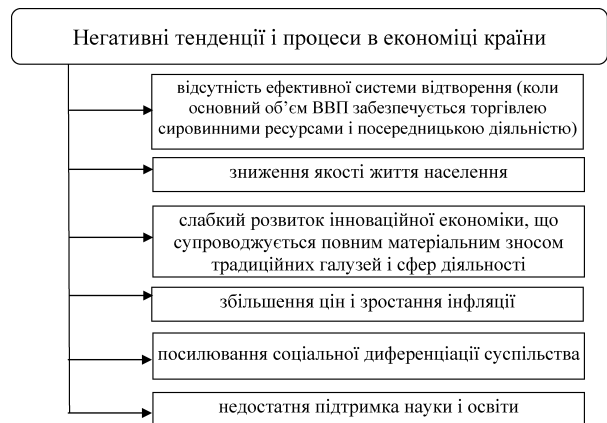 Негативні тенденції і процеси в економіці країни
відсутність ефективної системи відтворення (коли
основний об’єм ВВП забезпечується торгівлею
сировинними ресурсами і посередницькою діяльністю)
зниження якості життя населення
слабкий розвиток інноваційної економіки, що
супроводжується повним матеріальним зносом
традиційних галузей і сфер діяльності
збільшення цін і зростання інфляції
посилювання соціальної диференціації суспільства
недостатня підтримка науки і освіти